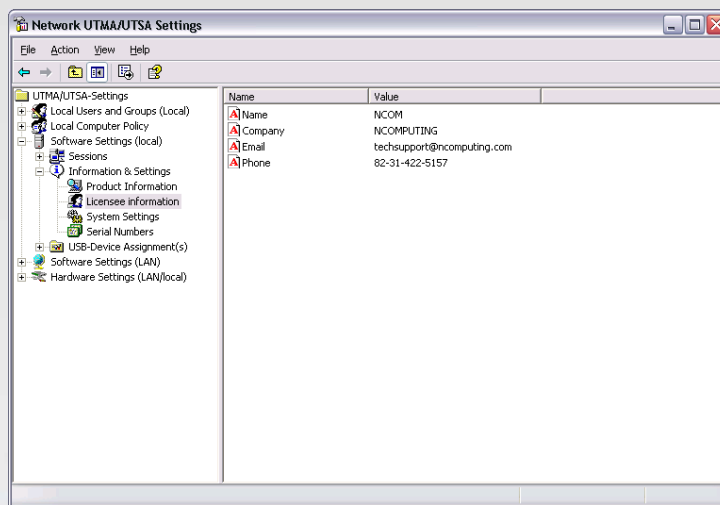 Network UTMA/UTSA Settings
File Action View Help
UTMA/UTSA-Settings
Local Users and Groups (Local)
Local Computer Policy
Software Settings (local)
Sessions
Information & Settings
Product Information
Licensee information
System Settings
Serial Numbers
USB-Device Assignment(s)
Software Settings (LAN)
Hardware Settings (LAN/local)
Name Value
Name NCOM
Company NCOMPUTING
Email techsupport@ncomputing.com
Phone 82-31-422-5157